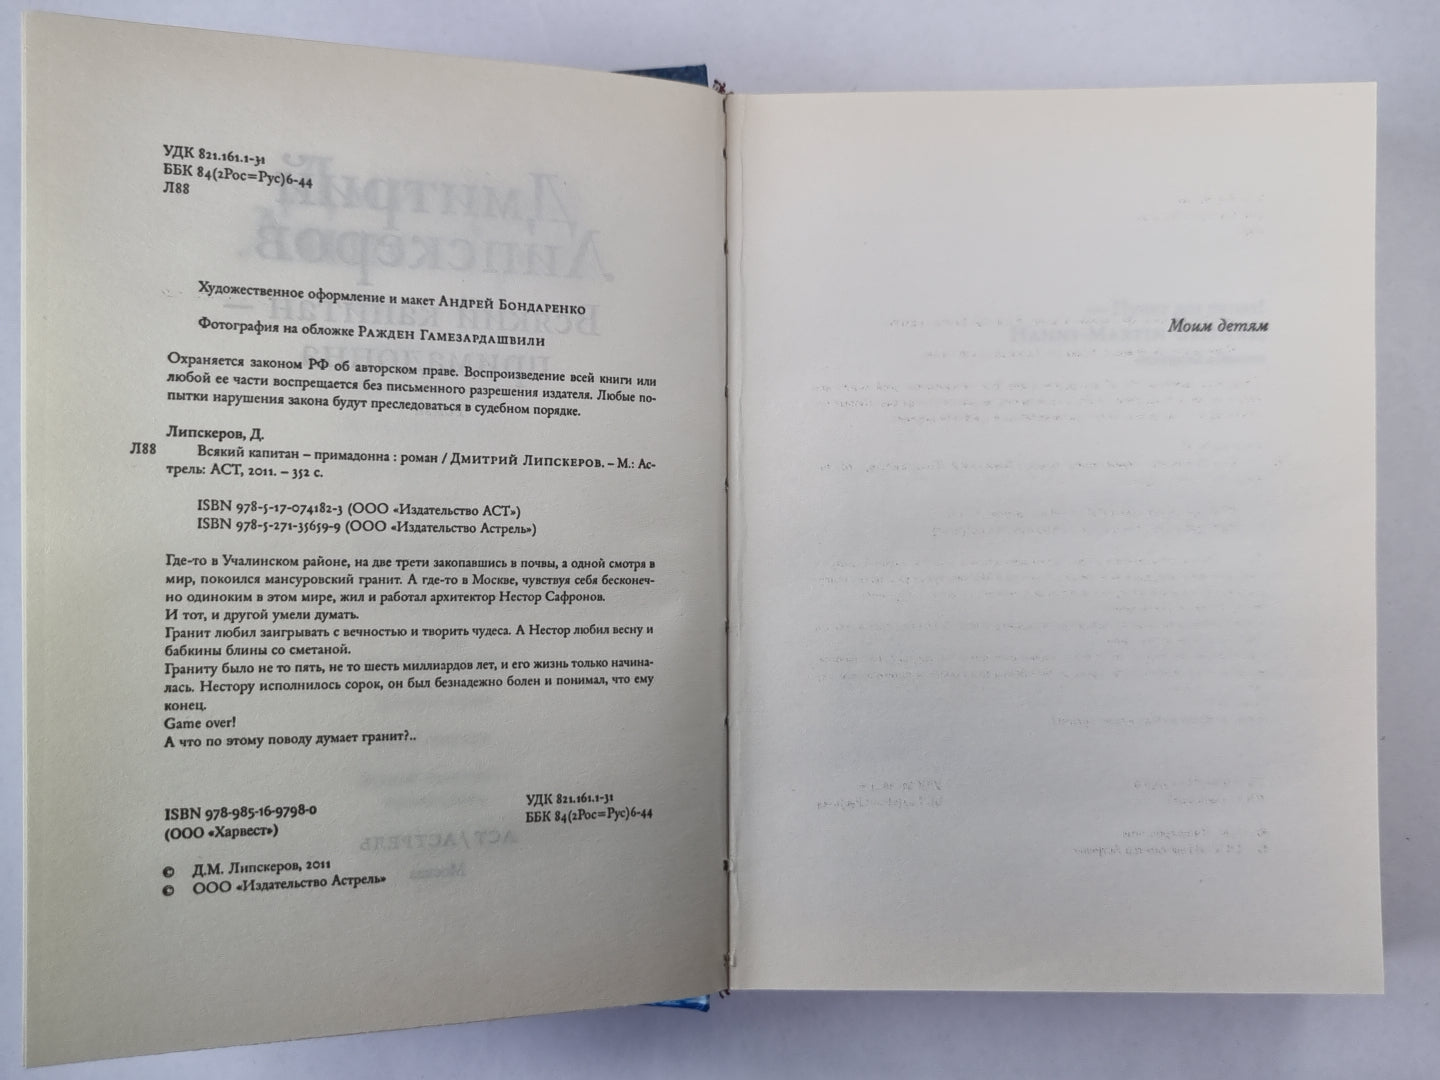 УДК 821.161.1-31
ББК 84(2Рос=Рус)6-44
Л88
Художественное оформление и макет Андрей Бондаренко
Фотография на обложке Ражден Гамезардашвили
Охраняется законом РФ об авторском праве. Воспроизведение всей книги или
любой ее части воспрещается без письменного разрешения издателя. Любые по-
пытки нарушения закона будут преследоваться в судебном порядке.
Липскеров, Д.
Л88 Всякий капитан – примадонна : роман / Дмитрий Липскеров. – М.: Ас-
трель: АСТ, 2011. – 352 с.
ISBN 978-5-17-074182-3 (ООО «Издательство АСТ»)
ISBN 978-5-271-35659-9 (ООО «Издательство Астрель»)
Где-то в Учалинском районе, на две трети закопавшись в почвы, а одной смотря в
мир, покоился мансуровский гранит. А где-то в Москве, чувствуя себя бесконеч-
но одиноким в этом мире, жил и работал архитектор Нестор Сафронов.
И тот, и другой умели думать.
Гранит любил заигрывать с вечностью и творить чудеса. А Нестор любил весну и
бабкины блины со сметаной.
Граниту было не то пять, не то шесть миллиардов лет, и его жизнь только начина-
лась. Нестору исполнилось сорок, он был безнадежно болен и понимал, что ему
конец.
Game over!
А что по этому поводу думает гранит?..
ISBN 978-985-16-9798-0
(ООО «Харвест»)
УДК 821.161.1-31
ББК 84(2Рос=Рус)6-44
© Д.М. Липскеров, 2011
© ООО «Издательство Астрель»
Моим детям